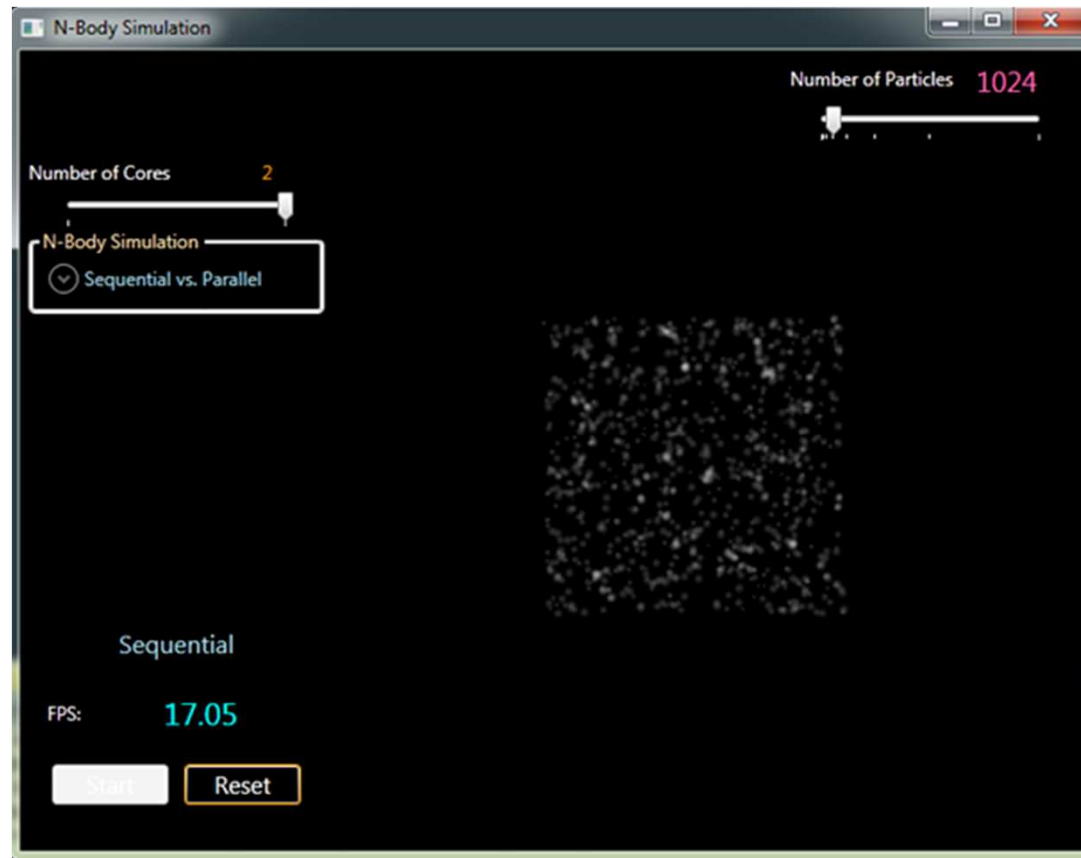 N-Body Simulation
Number of Particles 1024
Number of Cores 2
N-Body Simulation
Sequential vs. Parallel
Sequential
FPS: 17.05
Start Reset